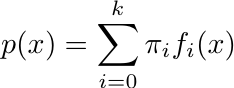 p(x) = \sum_{i=0}^{k} \pi_i f_i(x)